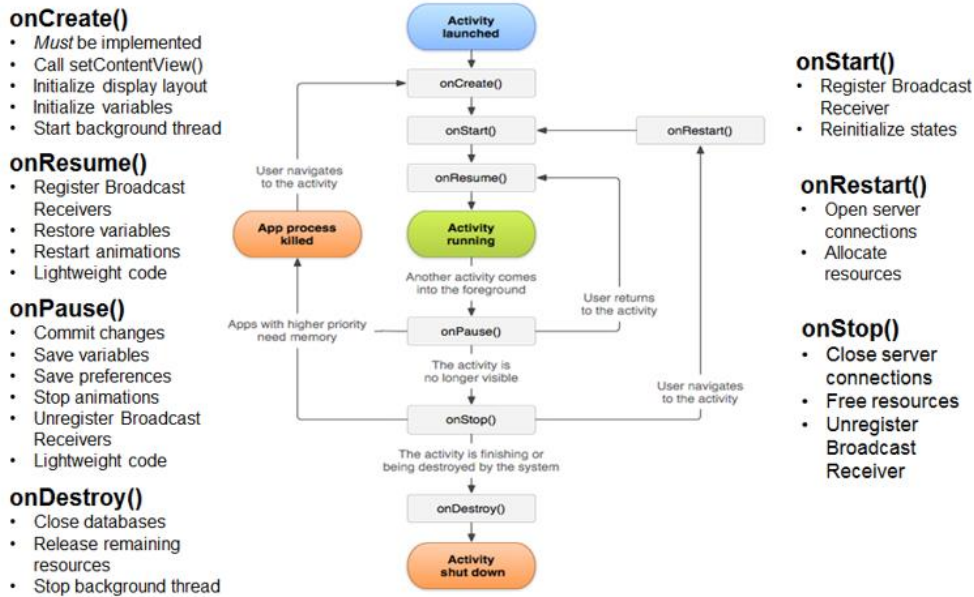 onCreate()
• Must be implemented
• Call setContentView()
• Initialize display layout
• Initialize variables
• Start background thread
onResume()
• Register Broadcast
Receivers
• Restore variables
• Restart animations
• Lightweight code
onPause()
• Commit changes
• Save variables
• Save preferences
• Stop animations
• Unregister Broadcast
Receivers
• Lightweight code
onDestroy()
• Close databases
• Release remaining
resources
• Stop background thread
Activity
launched
onCreate()
onStart()
onRestart()
onResume()
User navigates
to the activity
App process
killed
Activity
running
Another activity comes
into the foreground
User returns
to the activity
Apps with higher priority
need memory
onPause()
The activity is
no longer visible
User navigates
to the activity
onStop()
The activity is finishing or
being destroyed by the system
onDestroy()
Activity
shut down
onStart()
• Register Broadcast
Receiver
• Reinitialize states
onRestart()
• Open server
connections
• Allocate
resources
onStop()
• Close server
connections
• Free resources
• Unregister
Broadcast
Receiver